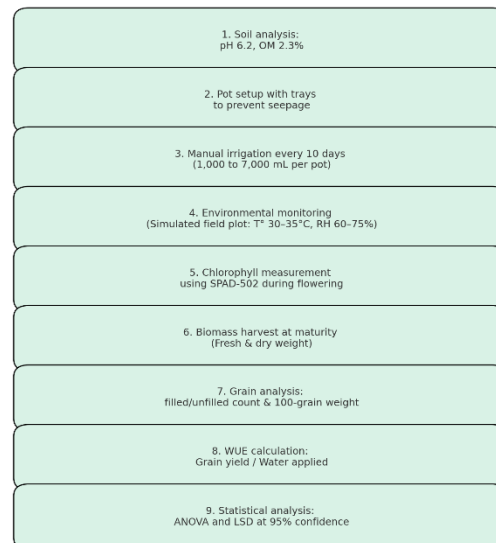 1. Soil analysis:
pH 6.2, OM 2.3%
2. Pot setup with trays
to prevent seepage
3. Manual irrigation every 10 days
(1,000 to 7,000 mL per pot)
4. Environmental monitoring
(Simulated field plot: T° 30–35°C, RH 60–75%)
5. Chlorophyll measurement
using SPAD-502 during flowering
6. Biomass harvest at maturity
(Fresh & dry weight)
7. Grain analysis:
filled/unfilled count & 100-grain weight
8. WUE calculation:
Grain yield / Water applied
9. Statistical analysis:
ANOVA and LSD at 95% confidence